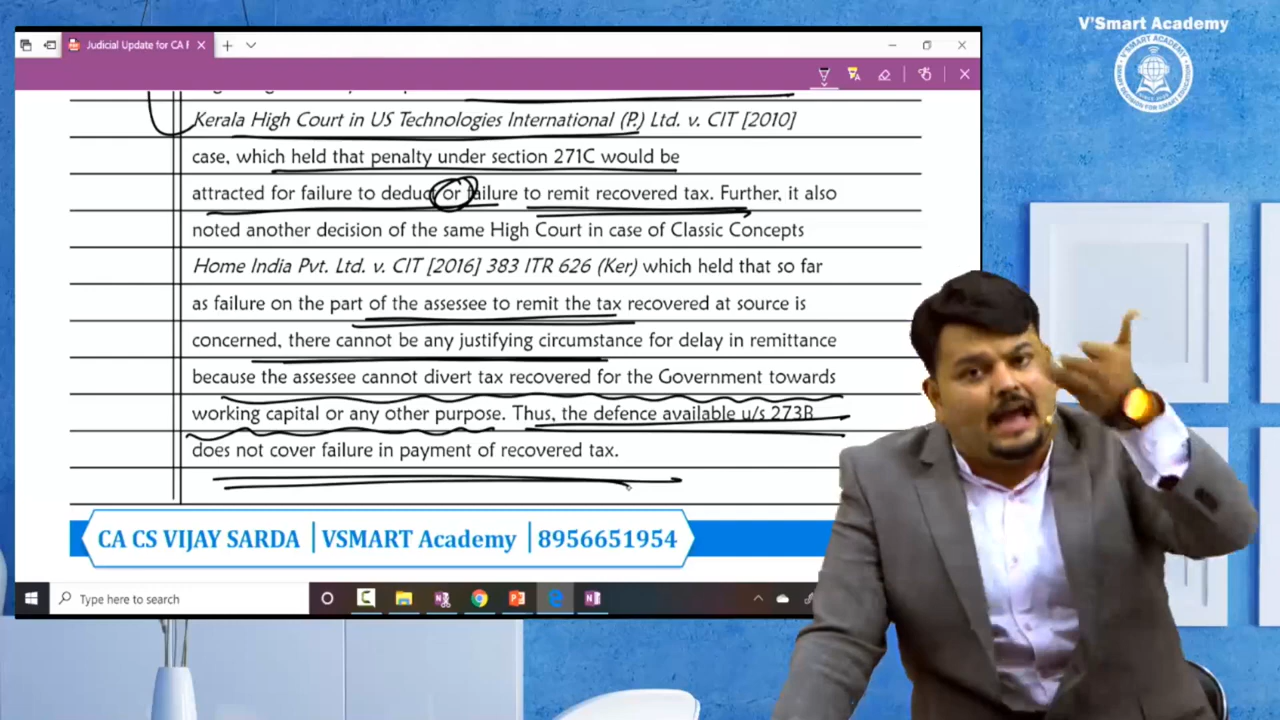 V'Smart Academy
Judicial Update for CA F
Kerala High Court in US Technologies International (P.) Ltd. v. CIT [2010]
case, which held that penalty under section 271C would be
attracted for failure to deduct or failure to remit recovered tax. Further, it also
noted another decision of the same High Court in case of Classic Concepts
Home India Pvt. Ltd. v. CIT [2016] 383 ITR 626 (Ker) which held that so far
as failure on the part of the assessee to remit the tax recovered at source is
concerned, there cannot be any justifying circumstance for delay in remittance
because the assessee cannot divert tax recovered for the Government towards
working capital or any other purpose. Thus, the defence available u/s 273B
does not cover failure in payment of recovered tax.
CA CS VIJAY SARDA | VSMART Academy | 8956651954
Type here to search